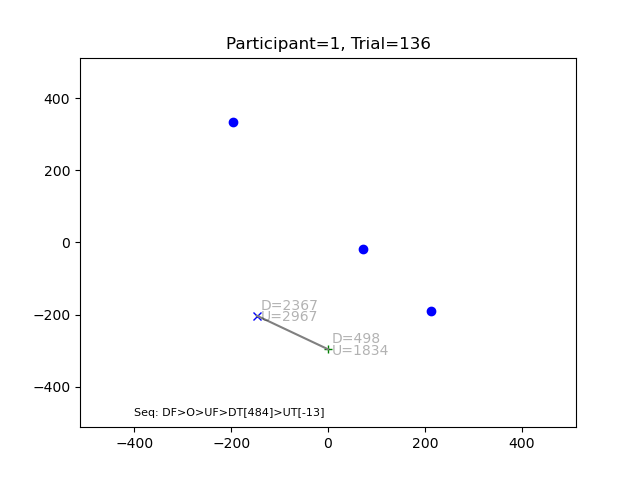 Participant=1, Trial=136
400
200
0
−200
−400
D=2367
U=2967
D=498
U=1834
Seq: DF>O>UF>DT[484]>UT[-13]
−400 −200 0 200 400